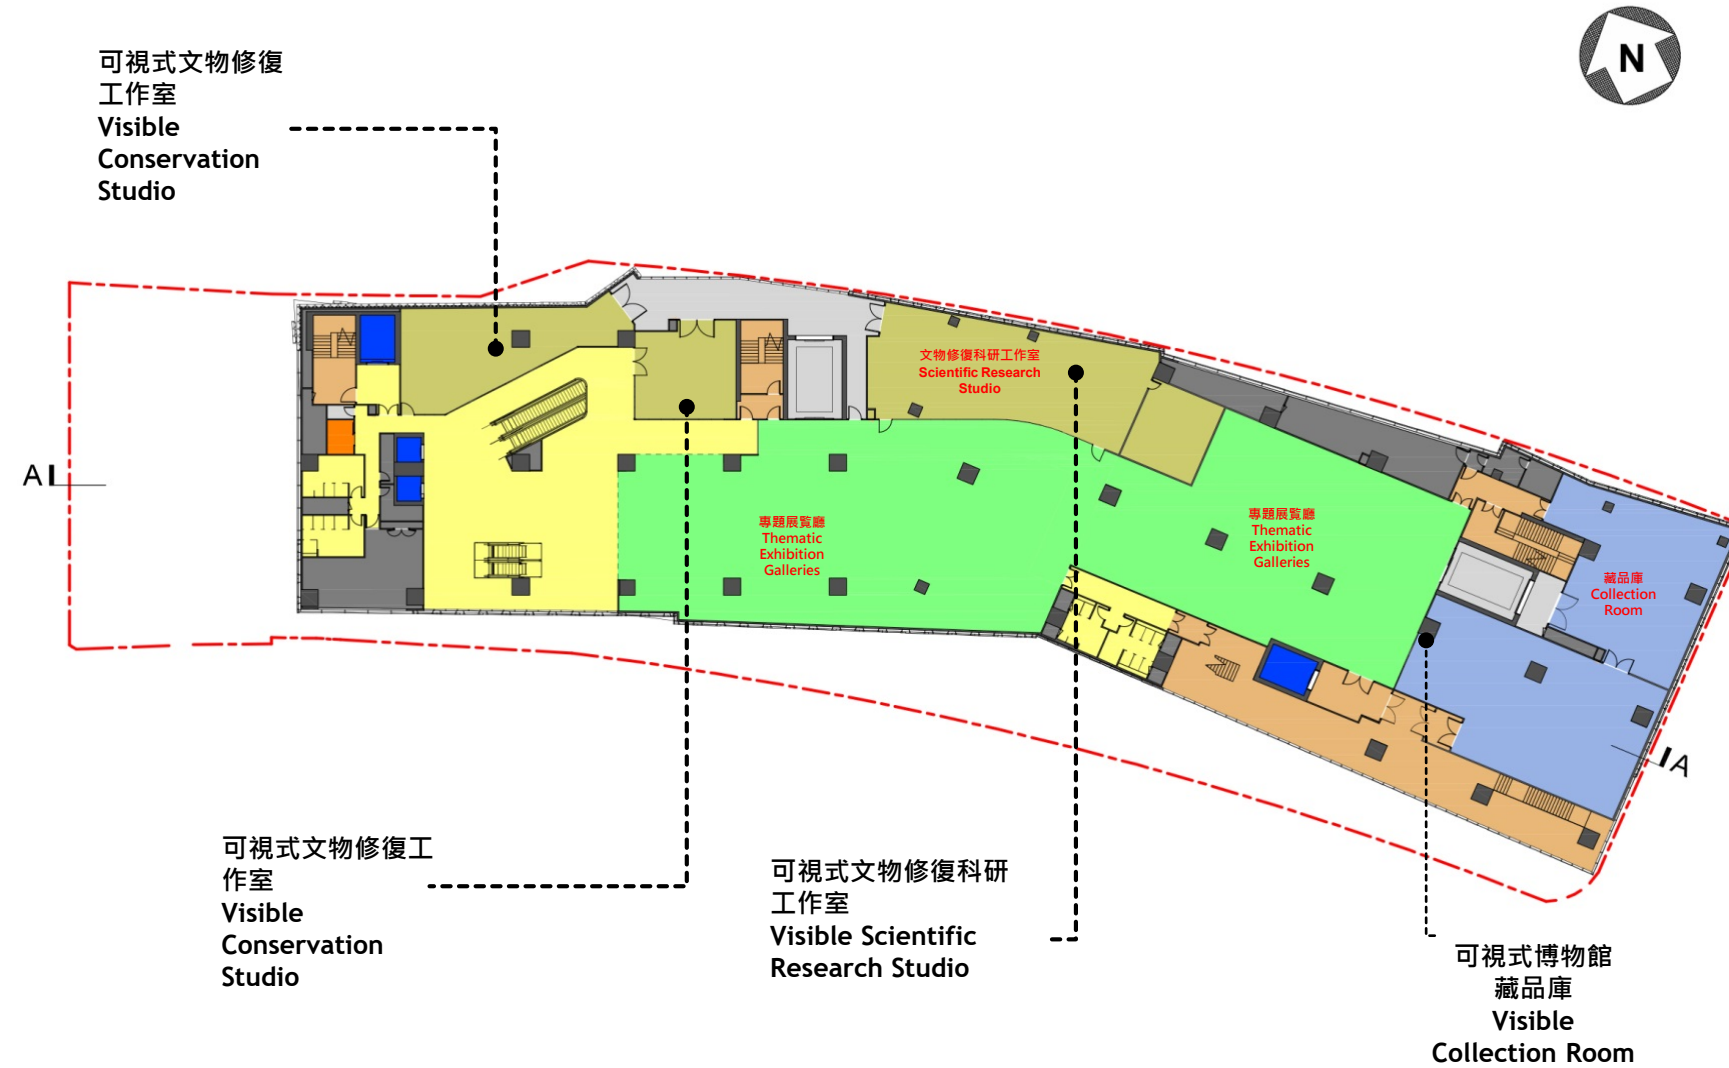 可視式文物修復
工作室
Visible
Conservation
Studio
N
文物修復科研工作室
Scientific Research
Studio
A
專題展覧廳
Thematic
Exhibition
Galleries
專題展覧廳
Thematic
Exhibition
Galleries
藏品庫
Collection
Room
A
可視式文物修復工
作室
Visible
Conservation
Studio
可視式文物修復科研
工作室
Visible Scientific
Research Studio
可視式博物館
藏品庫
Visible
Collection Room